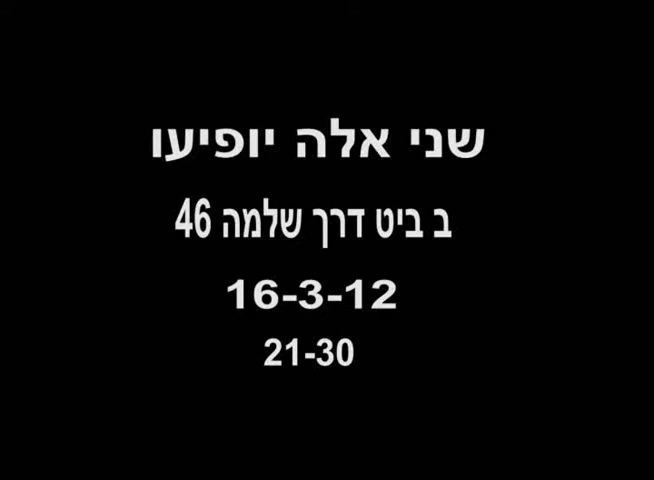 שני אלה יופיעו
ב ביט דרך שלמה 46
16-3-12
21-30